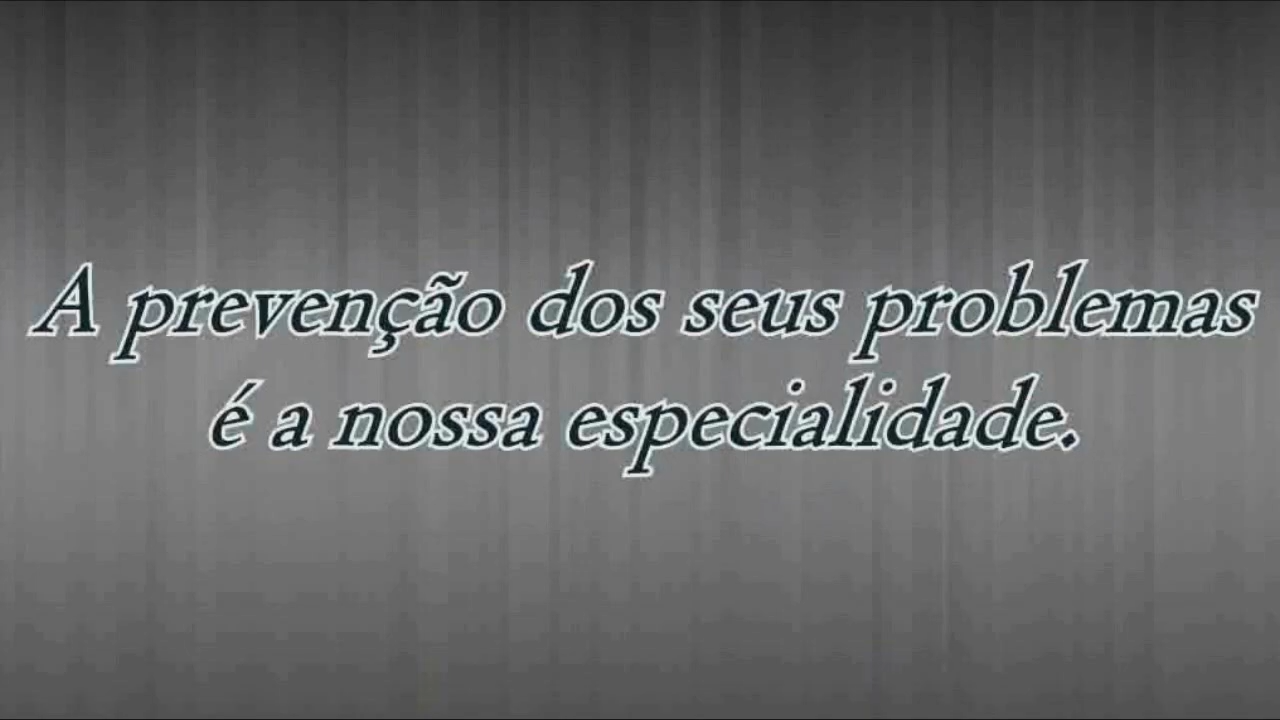 A prevenção dos seus problemas
é a nossa especialidade.